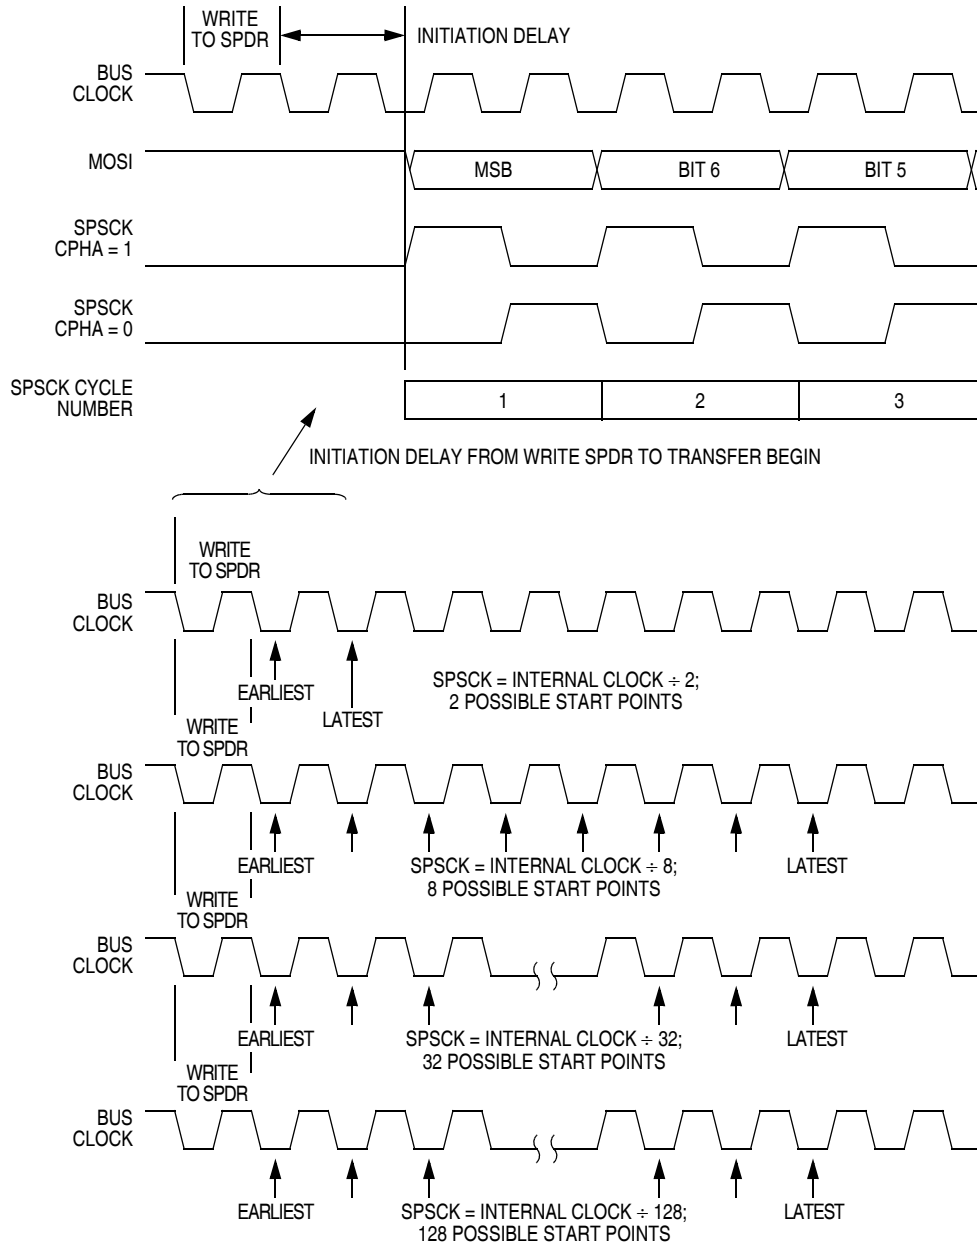 WRITE
TO SPDR
INITIATION DELAY
BUS
CLOCK
MOSI
MSB
BIT 6
BIT 5
SPSCK
CPHA = 1
SPSCK
CPHA = 0
SPSCK CYCLE
NUMBER
1
2
3
INITIATION DELAY FROM WRITE SPDR TO TRANSFER BEGIN
WRITE
TO SPDR
BUS
CLOCK
EARLIEST
LATEST
SPSCK = INTERNAL CLOCK ÷ 2;
2 POSSIBLE START POINTS
WRITE
TO SPDR
BUS
CLOCK
EARLIEST
SPSCK = INTERNAL CLOCK ÷ 8;
8 POSSIBLE START POINTS
LATEST
WRITE
TO SPDR
BUS
CLOCK
EARLIEST
SPSCK = INTERNAL CLOCK ÷ 32;
32 POSSIBLE START POINTS
LATEST
WRITE
TO SPDR
BUS
CLOCK
EARLIEST
SPSCK = INTERNAL CLOCK ÷ 128;
128 POSSIBLE START POINTS
LATEST